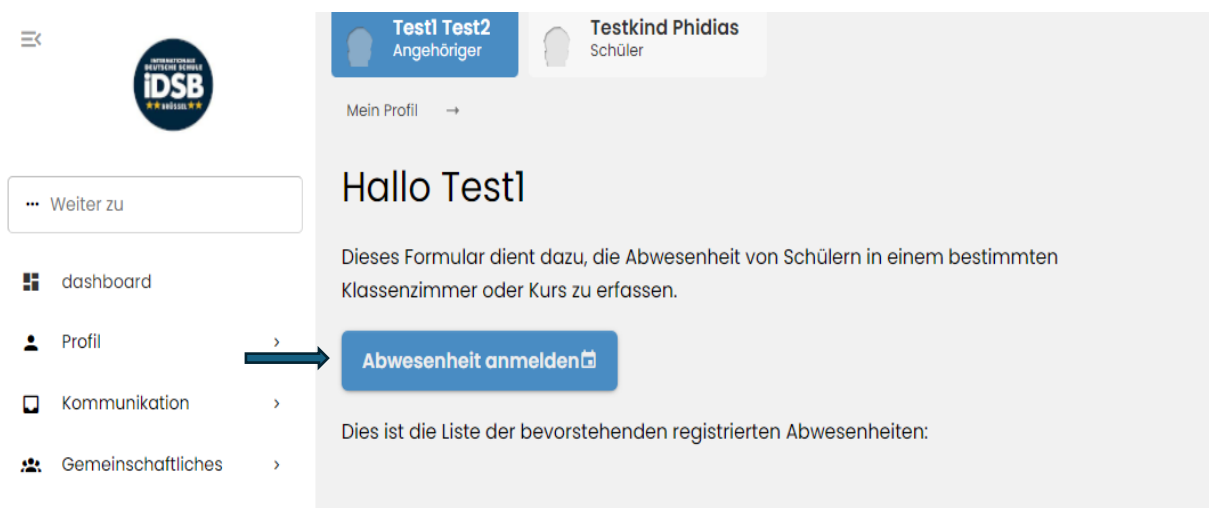 INTERNATIONALE
DEUTSCHE SCHULE
iDSB
BRÜSSEL
Test1 Test2
Angehöriger
Testkind Phidias
Schüler
Mein Profil →
Weiter zu
Hallo Test1
Dieses Formular dient dazu, die Abwesenheit von Schülern in einem bestimmten
Klassenzimmer oder Kurs zu erfassen.
dashboard
Profil
Abwesenheit anmelden
Kommunikation
Dies ist die Liste der bevorstehenden registrierten Abwesenheiten:
Gemeinschaftliches